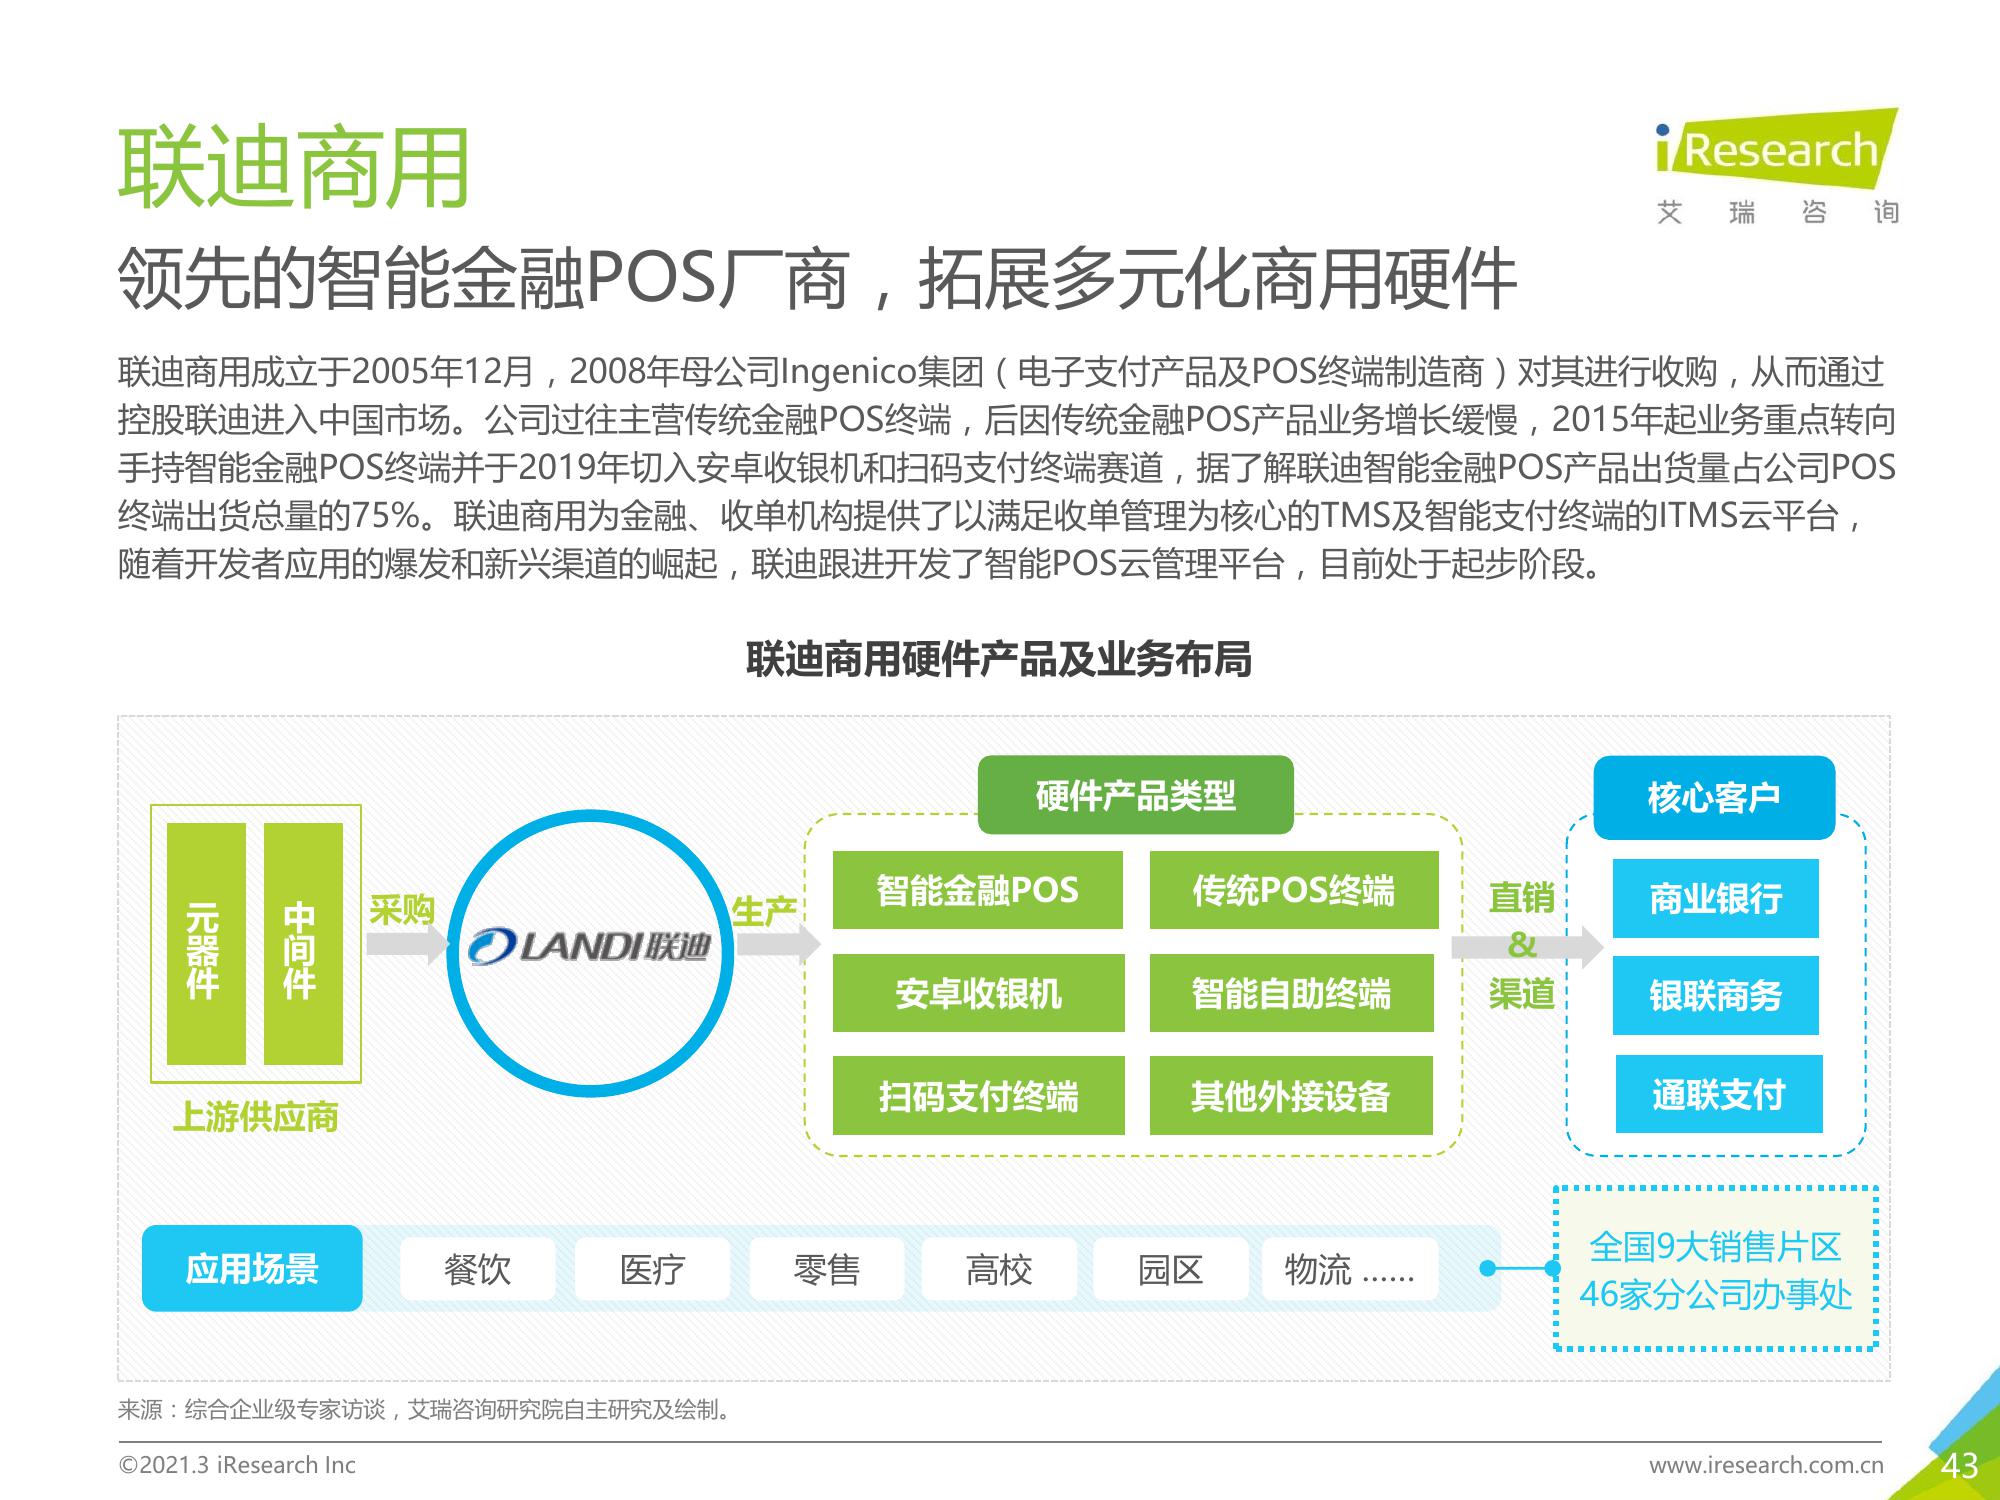 联迪商用
iResearch
艾瑞咨询
领先的智能金融POS厂商，拓展多元化商用硬件
联迪商用成立于2005年12月，2008年母公司Ingenico集团（电子支付产品及POS终端制造商）对其进行收购，从而通过
控股联迪进入中国市场。公司过往主营传统金融POS终端，后因传统金融POS产品业务增长缓慢，2015年起业务重点转向
手持智能金融POS终端并于2019年切入安卓收银机和扫码支付终端赛道，据了解联迪智能金融POS产品出货量占公司POS
终端出货总量的75%。联迪商用为金融、收单机构提供了以满足收单管理为核心的TMS及智能支付终端的ITMS云平台，
随着开发者应用的爆发和新兴渠道的崛起，联迪跟进开发了智能POS云管理平台，目前处于起步阶段。
联迪商用硬件产品及业务布局
元器件
中间件
上游供应商
采购
LANDI联迪
生产
硬件产品类型
智能金融POS
传统POS终端
安卓收银机
智能自助终端
扫码支付终端
其他外接设备
直销
&
渠道
核心客户
商业银行
银联商务
通联支付
应用场景
餐饮
医疗
零售
高校
园区
物流 ......
全国9大销售片区
46家分公司办事处
来源：综合企业级专家访谈，艾瑞咨询研究院自主研究及绘制。
©2021.3 iResearch Inc
www.iresearch.com.cn
43